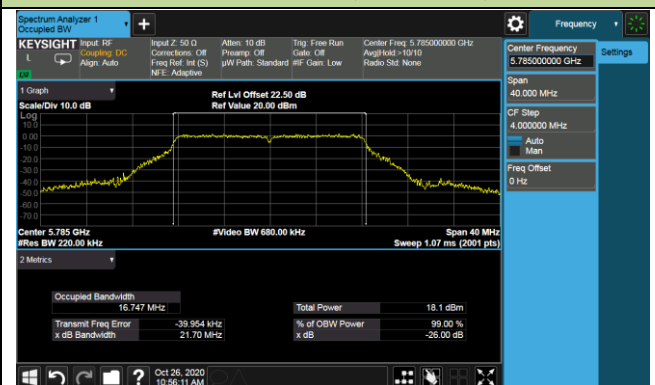 Spectrum Analyzer 1
Occupied BW
+
Frequency
KEYSIGHT Input: RF Input Z: 50 Ω Atten: 10 dB Trig: Free Run Center Freq: 5.785000000 GHz
L Coupling: DC Corrections: Off Preamp: Off Gate: Off Avg|Hold:>10/10
Align: Auto Freq Ref: Int (S) µW Path: Standard #IF Gain: Low Radio Std: None
NFE: Adaptive
Center Frequency
5.785000000 GHz
Settings
Span
40.000 MHz
CF Step
4.000000 MHz
Auto
Man
Freq Offset
0 Hz
1 Graph
Ref Lvl Offset 22.50 dB
Scale/Div 10.0 dB Ref Value 20.00 dBm
Log
10.0
0.00
-10.0
-20.0
-30.0
-40.0
-50.0
-60.0
-70.0
Center 5.785 GHz #Video BW 680.00 kHz Span 40 MHz
#Res BW 220.00 kHz Sweep 1.07 ms (2001 pts)
2 Metrics
Occupied Bandwidth
16.747 MHz Total Power 18.1 dBm
Transmit Freq Error -39.954 kHz % of OBW Power 99.00 %
x dB Bandwidth 21.70 MHz x dB -26.00 dB
? Oct 26, 2020
10:56:11 AM